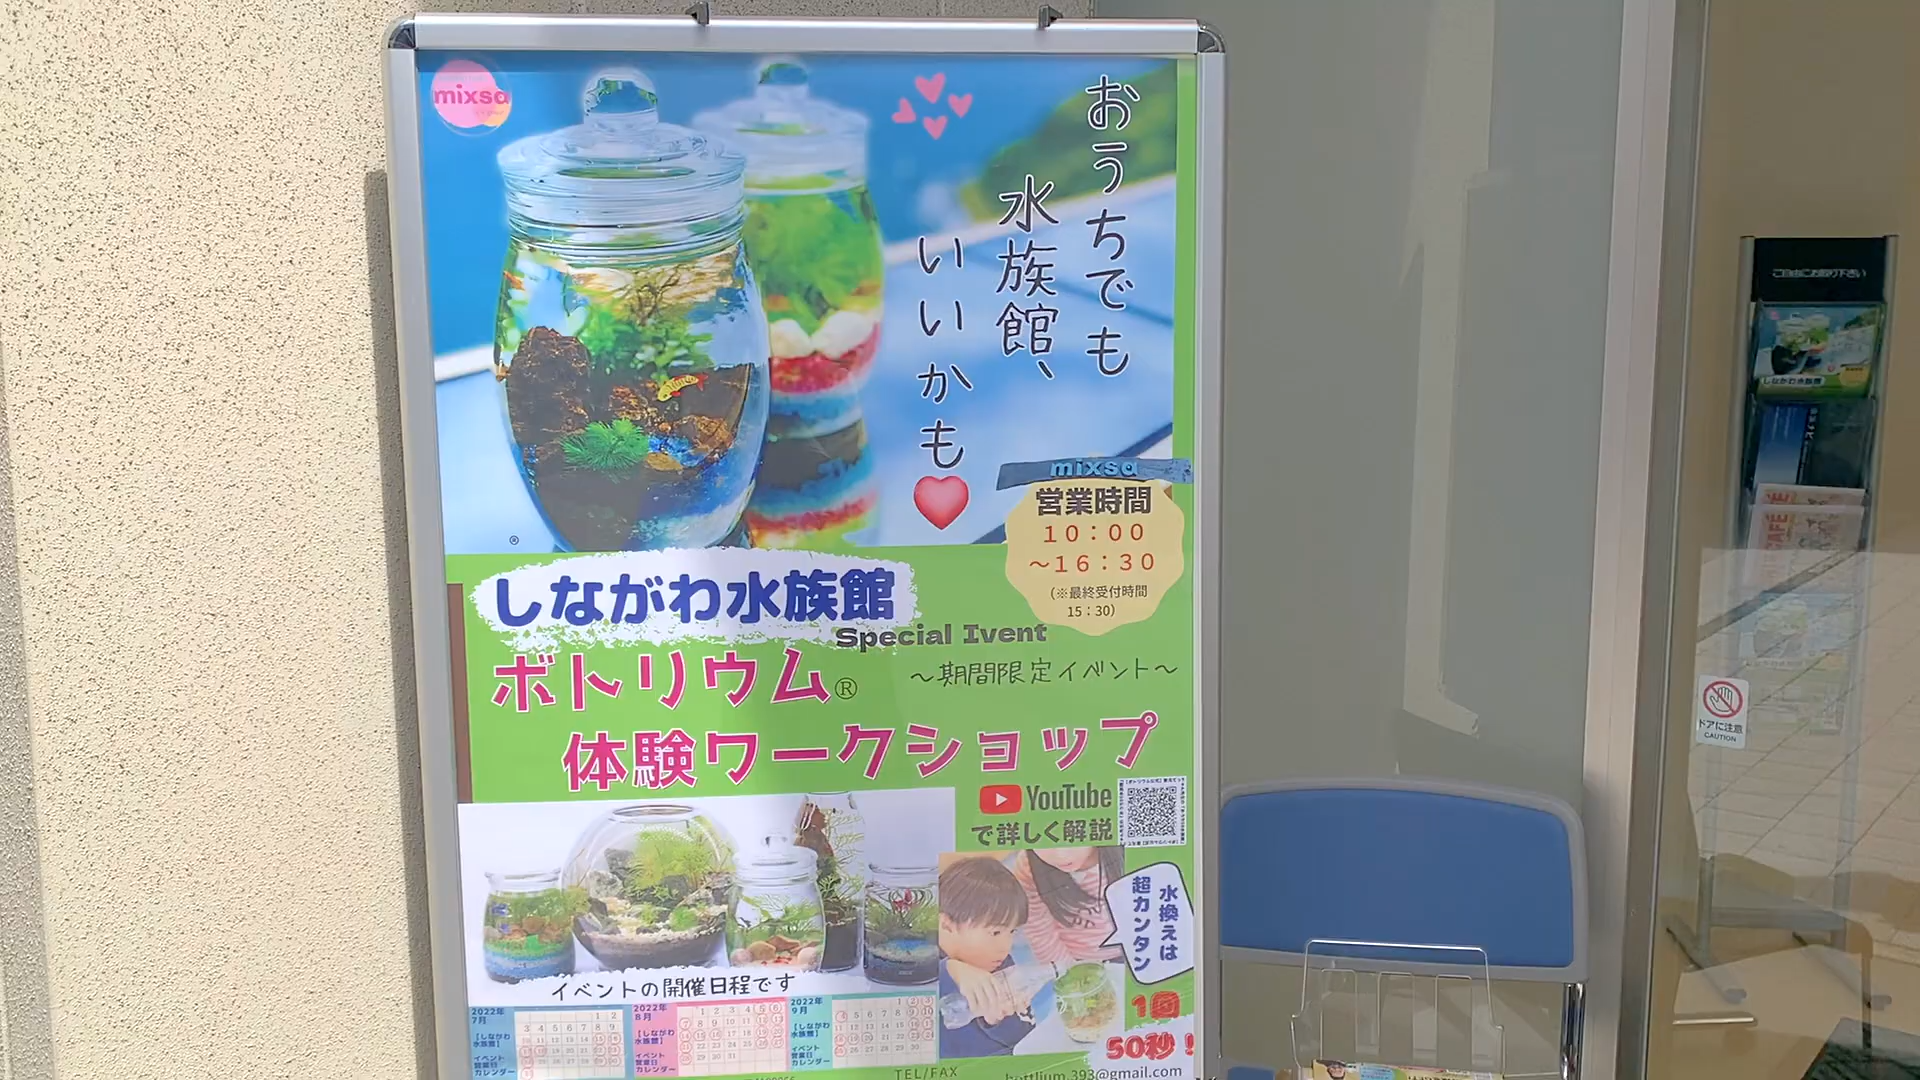 mixsa
おうちでも
水族館、
いいかも
mixsa
営業時間
10:00
～16:30
(※最終受付時間
15:30)
しながわ水族館
Special Ivent
～期間限定イベント～
ボトリウム®
体験ワークショップ
YouTube
で詳しく解説
水換えは
超カンタン
1回
50秒!
イベントの開催日程です
2022年
7月
【しながわ
水族館】
イベント
営業日
カレンダー
2022年
8月
【しながわ
水族館】
イベント
営業日
カレンダー
2022年
9月
【しながわ
水族館】
イベント
営業日
カレンダー
TEL/FAX
bottlium.393@gmail.com
ご自由にお取り下さい
しながわ水族館
CAFE
ドアに注意
CAUTION